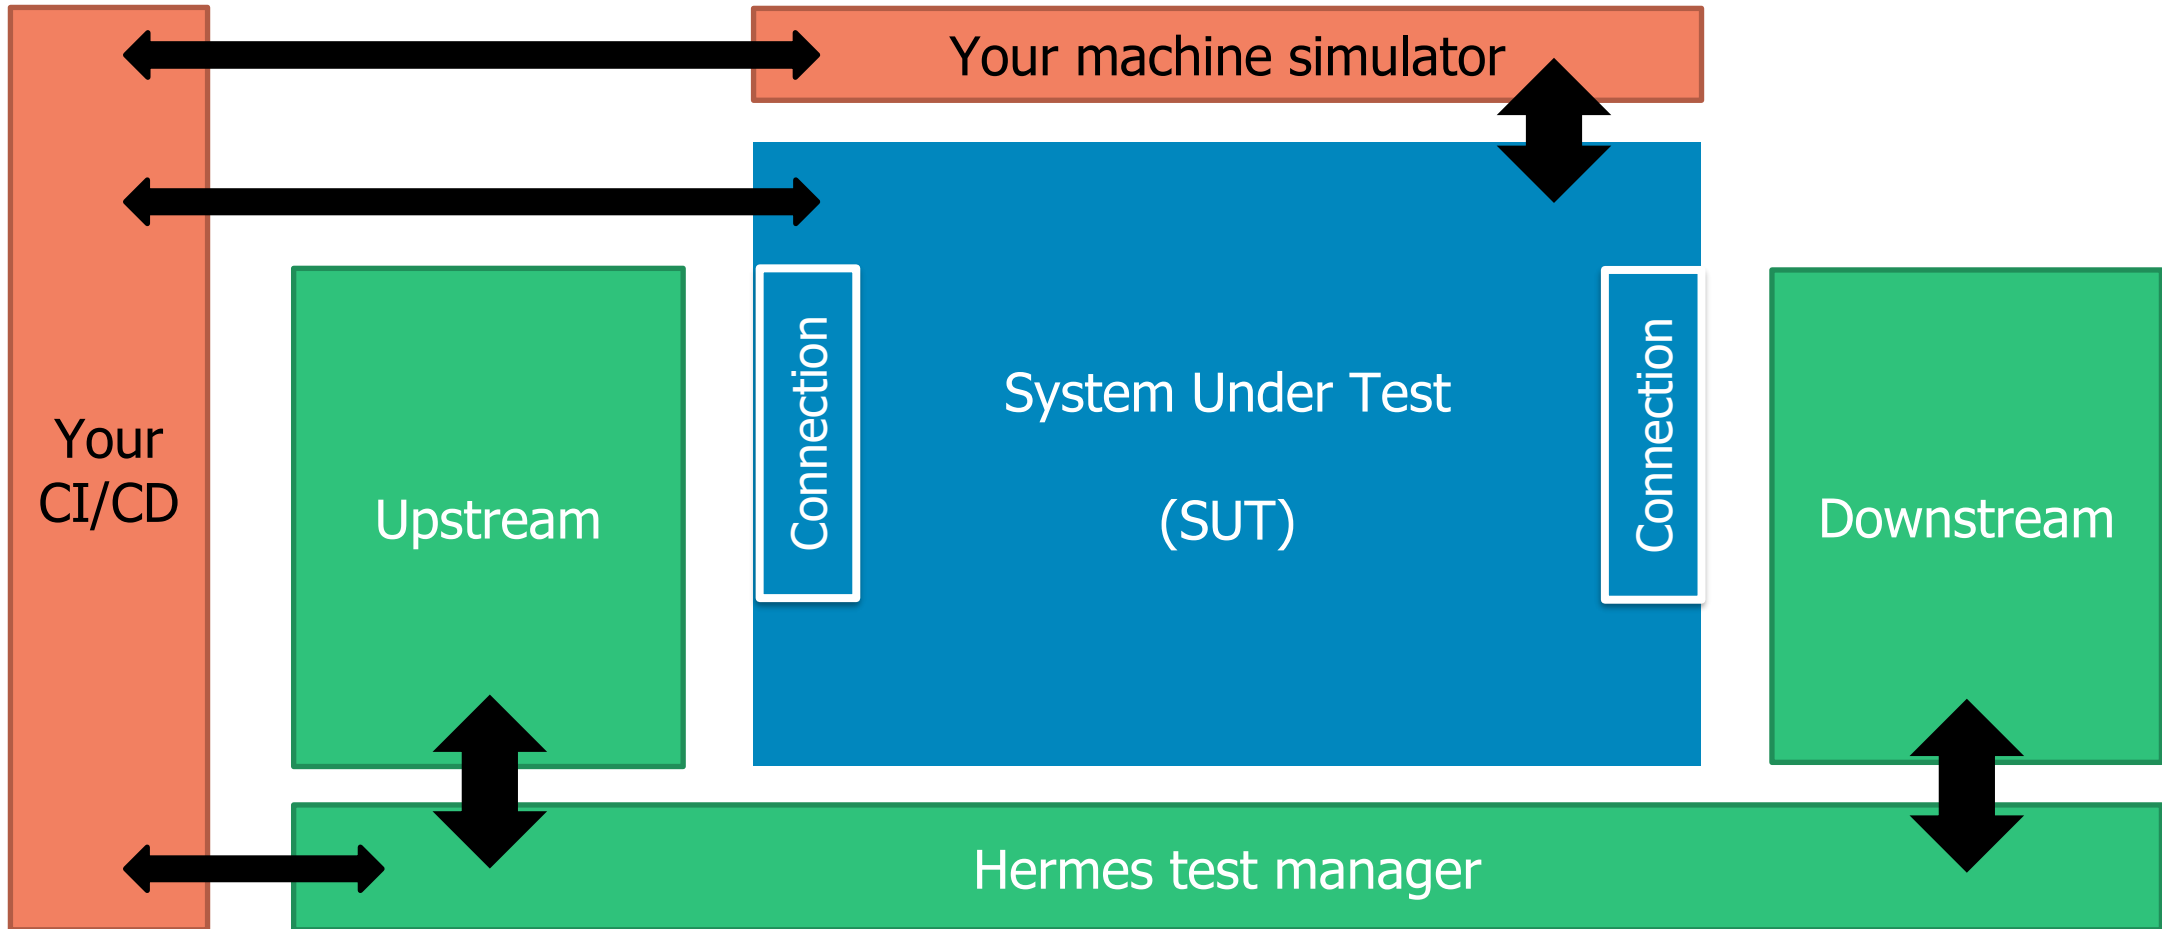 Your machine simulator
Your
CI/CD
Upstream
Connection
System Under Test
(SUT)
Connection
Downstream
Hermes test manager